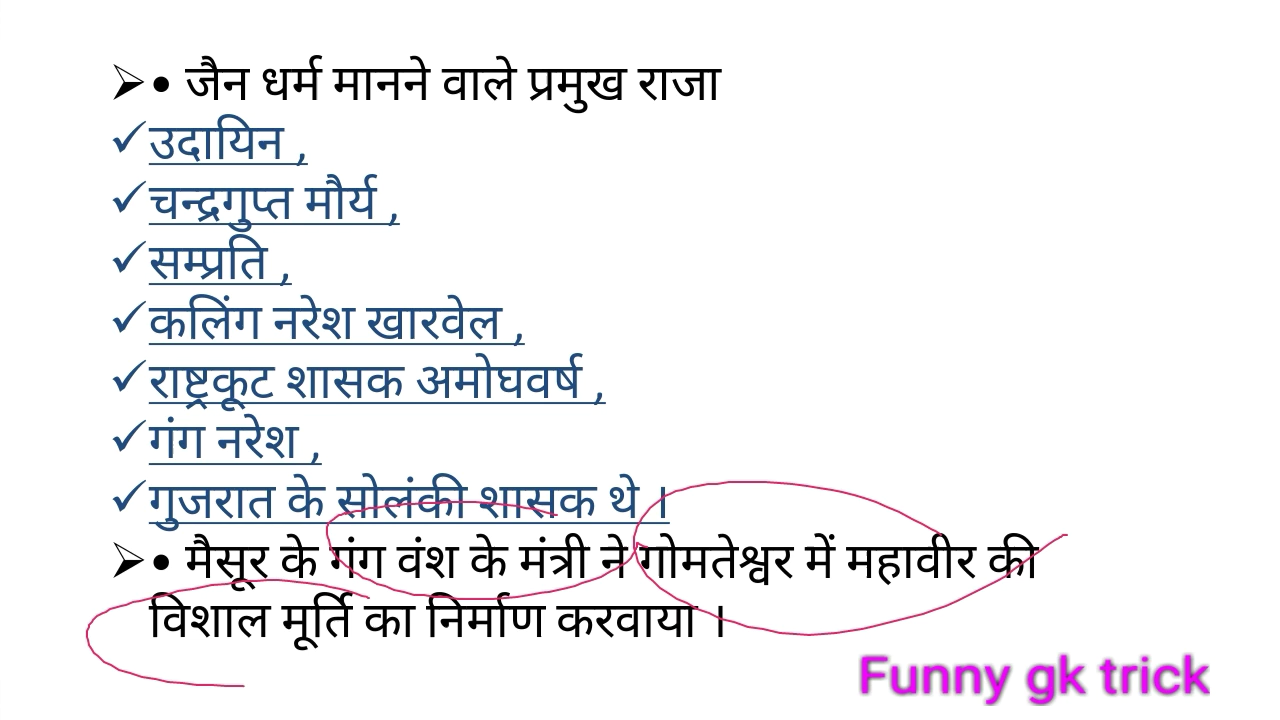 ➢• जैन धर्म मानने वाले प्रमुख राजा
✓उदायिन ,
✓चन्द्रगुप्त मौर्य ,
✓सम्प्रति ,
✓कलिंग नरेश खारवेल ,
✓राष्ट्रकूट शासक अमोघवर्ष ,
✓गंग नरेश ,
✓गुजरात के सोलंकी शासक थे ।
➢• मैसूर के गंग वंश के मंत्री ने गोमतेश्वर में महावीर की
विशाल मूर्ति का निर्माण करवाया ।
Funny gk trick